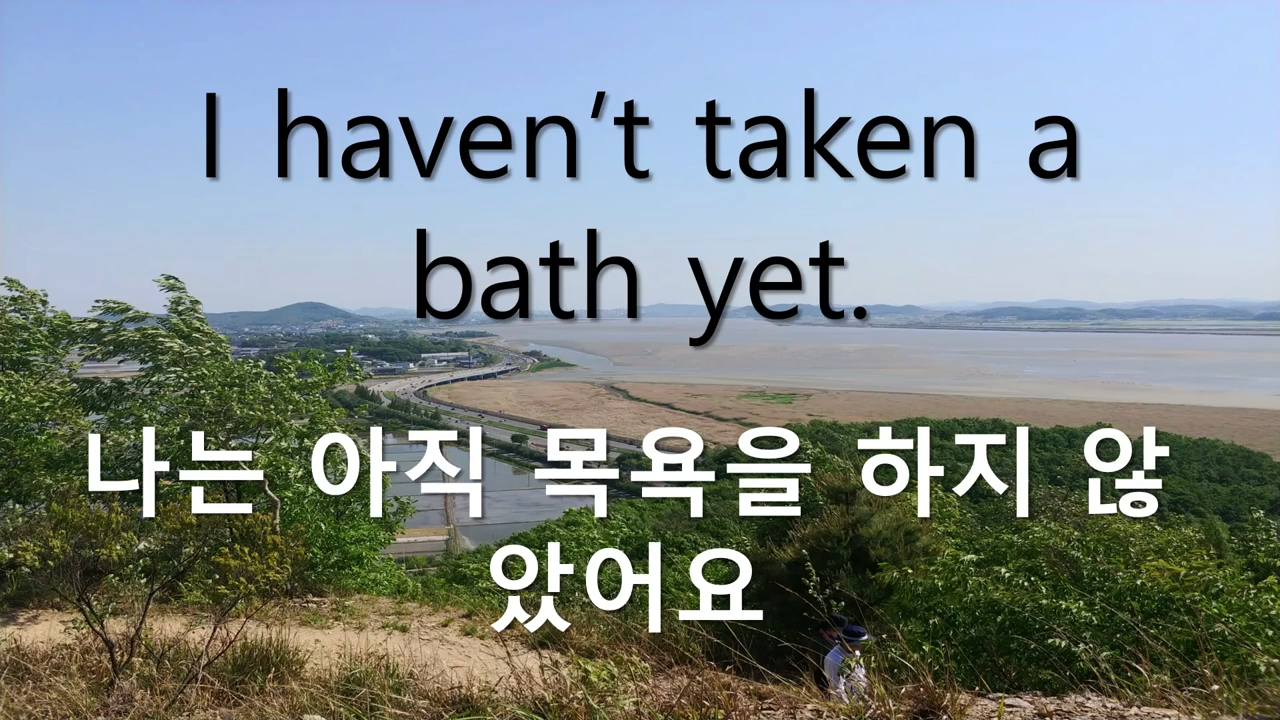 I haven’t taken a
bath yet.
나는 아직 목욕을 하지 않
았어요